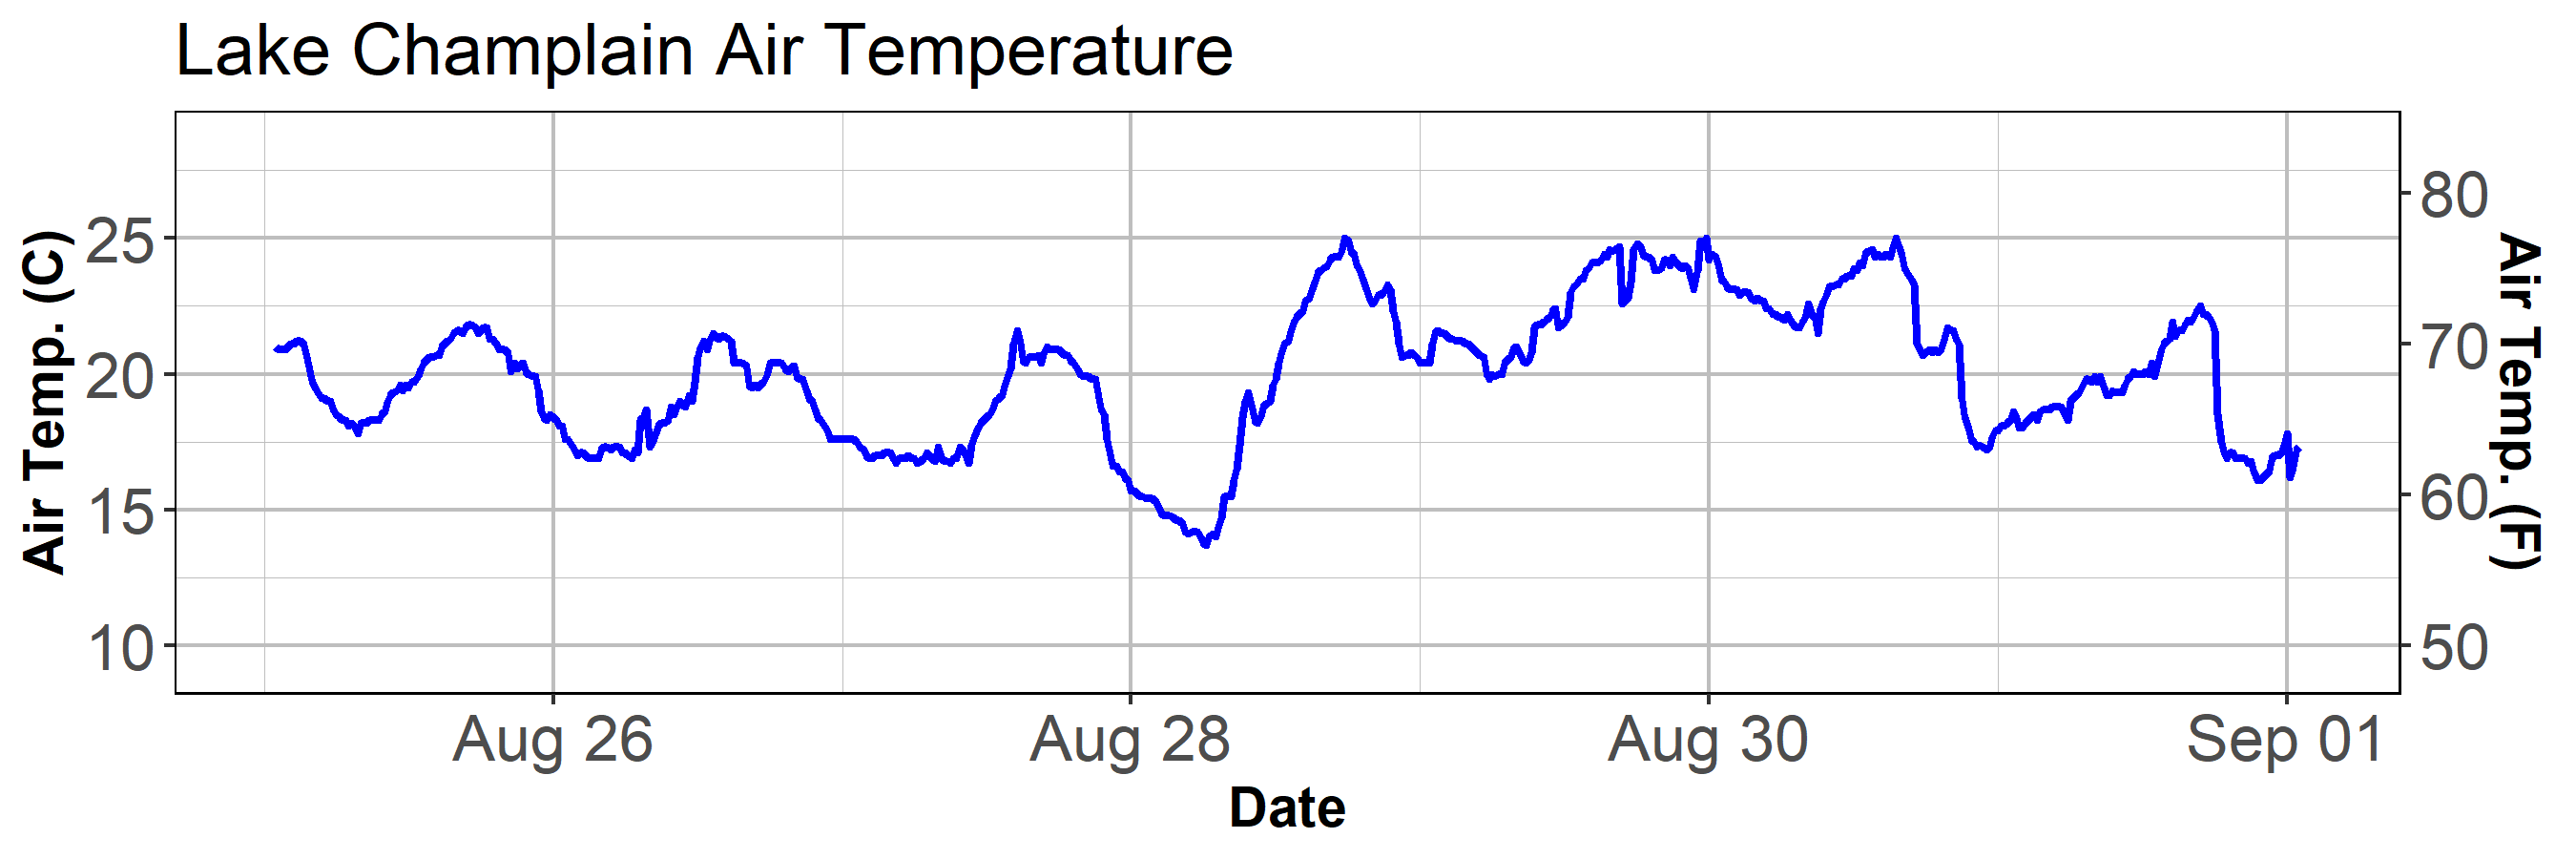 Lake Champlain Air Temperature
Air Temp. (C)
25
20
15
10
80
70
60
50
Air Temp. (F)
Aug 26
Aug 28
Aug 30
Sep 01
Date